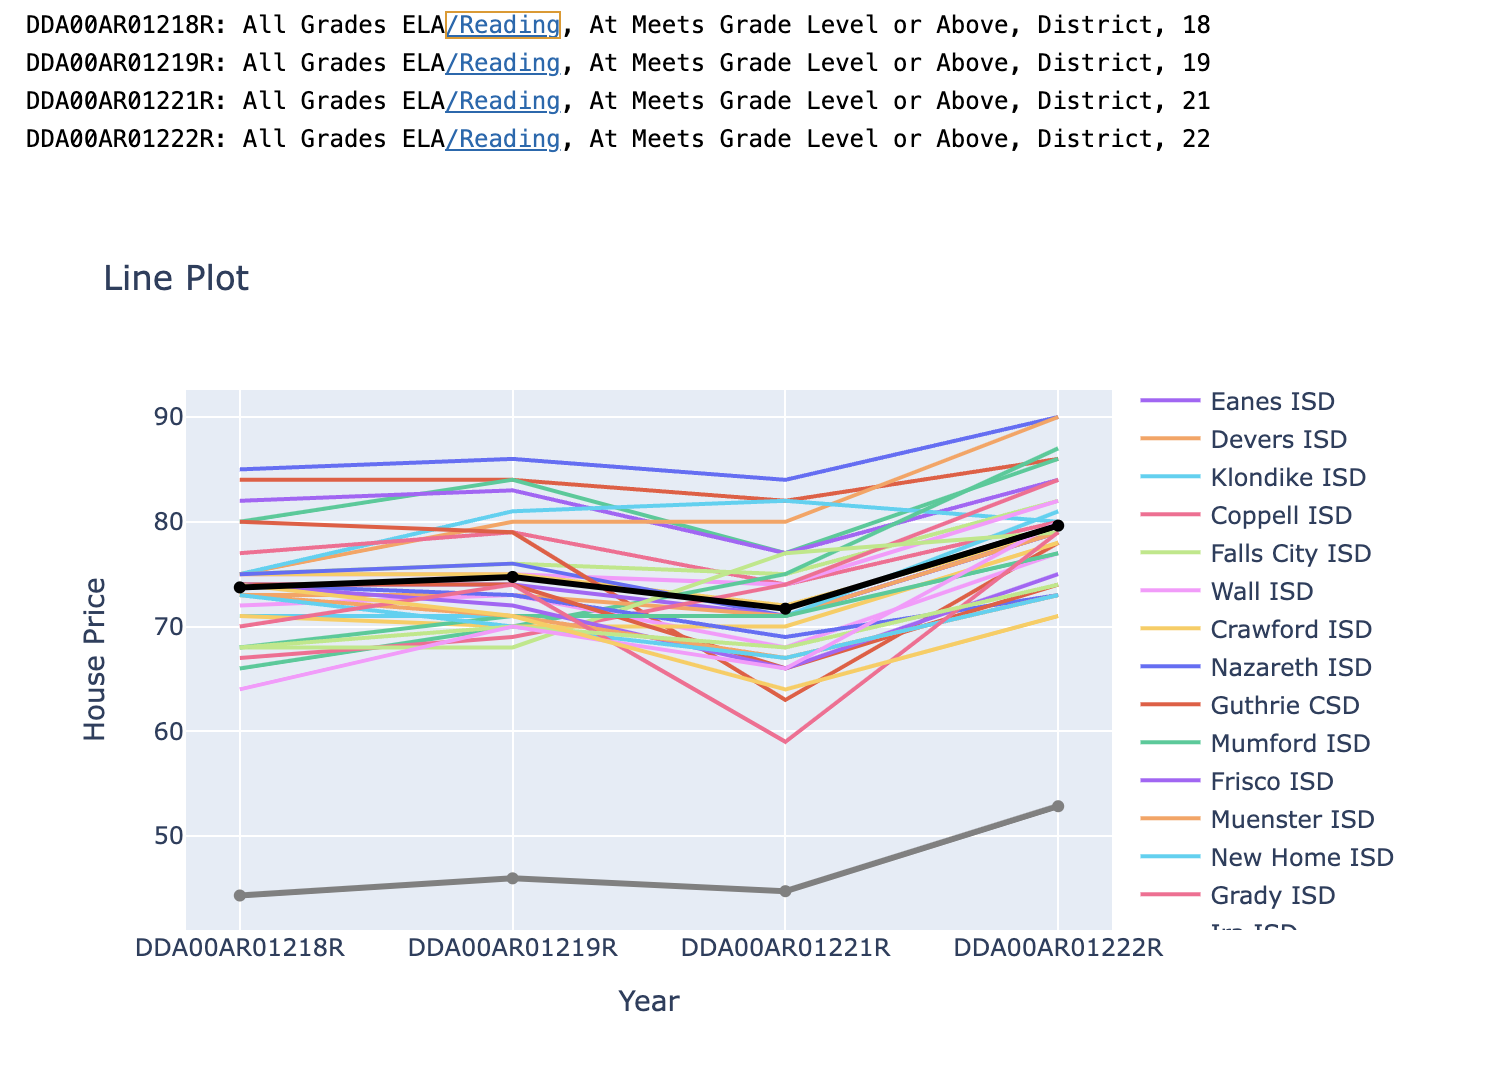 DDA00AR01218R: All Grades ELA/Reading, At Meets Grade Level or Above, District, 18
DDA00AR01219R: All Grades ELA/Reading, At Meets Grade Level or Above, District, 19
DDA00AR01221R: All Grades ELA/Reading, At Meets Grade Level or Above, District, 21
DDA00AR01222R: All Grades ELA/Reading, At Meets Grade Level or Above, District, 22
Line Plot
90
80
70
60
50
House Price
DDA00AR01218R
DDA00AR01219R
DDA00AR01221R
DDA00AR01222R
Year
Eanes ISD
Devers ISD
Klondike ISD
Coppell ISD
Falls City ISD
Wall ISD
Crawford ISD
Nazareth ISD
Guthrie CSD
Mumford ISD
Frisco ISD
Muenster ISD
New Home ISD
Grady ISD